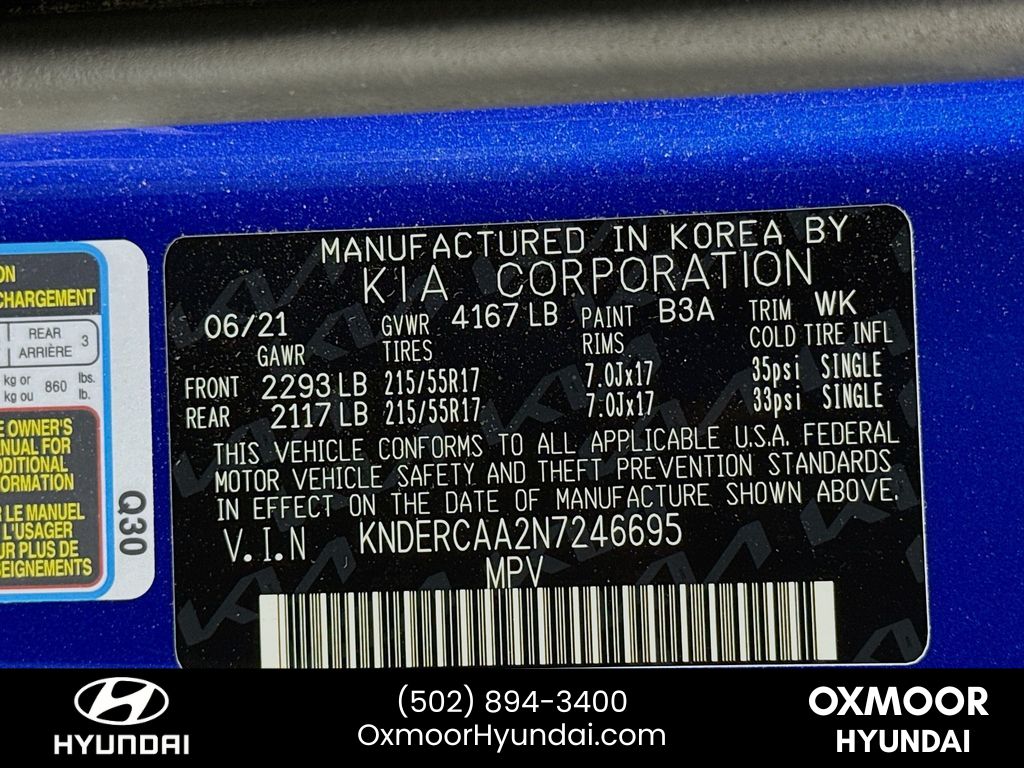 MANUFACTURED IN KOREA BY
KIA CORPORATION
06/21 GVWR 4167 LB PAINT B3A TRIM WK
GAWR TIRES RIMS COLD TIRE INFL
FRONT 2293 LB 215/55R17 7.0Jx17 35psi SINGLE
REAR 2117 LB 215/55R17 7.0Jx17 33psi SINGLE
THIS VEHICLE CONFORMS TO ALL APPLICABLE U.S.A. FEDERAL
MOTOR VEHICLE SAFETY AND THEFT PREVENTION STANDARDS
IN EFFECT ON THE DATE OF MANUFACTURE SHOWN ABOVE.
V.I.N KNDERCAA2N7246695
MPV
CHARGEMENT
REAR 3
ARRIÈRE
kg or 860 lbs.
kg ou lb.
OWNER'S
MANUAL FOR
ADDITIONAL
INFORMATION
LE MANUEL
L'USAGER
PLUS DE
Q30
HYUNDAI
(502) 894-3400
OxmoorHyundai.com
OXMOOR
HYUNDAI